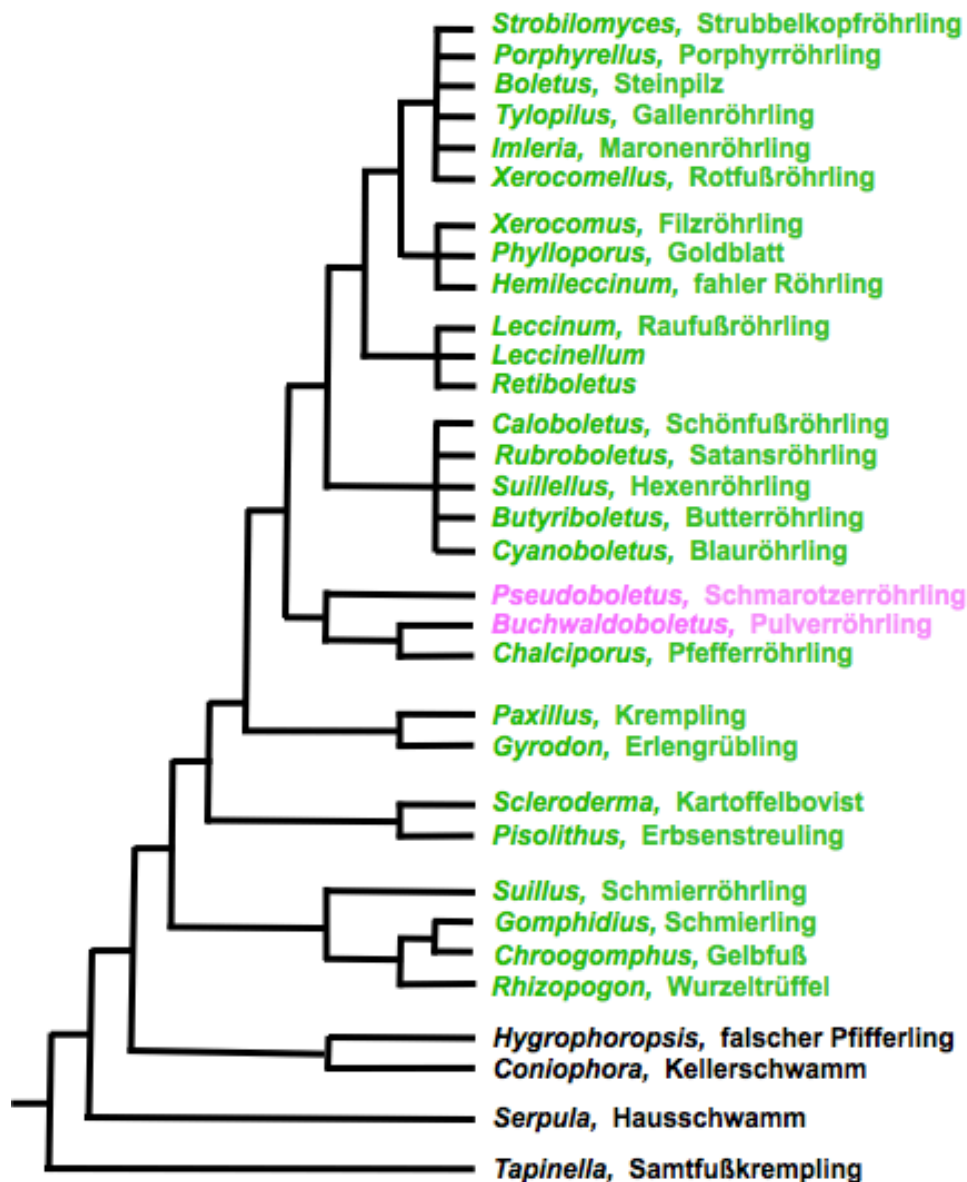 Strobilomyces, Strubbelkopfröhrling
Porphyrellus, Porphyrröhrling
Boletus, Steinpilz
Tylopilus, Gallenröhrling
Imleria, Maronenröhrling
Xerocomellus, Rotfußröhrling
Xerocomus, Filzröhrling
Phylloporus, Goldblatt
Hemileccinum, fahler Röhrling
Leccinum, Raufußröhrling
Leccinellum
Retiboletus
Caloboletus, Schönfußröhrling
Rubroboletus, Satansröhrling
Suillellus, Hexenröhrling
Butyriboletus, Butterröhrling
Cyanoboletus, Blauröhrling
Pseudoboletus, Schmarotzerröhrling
Buchwaldoboletus, Pulverröhrling
Chalciporus, Pfefferröhrling
Paxillus, Krempling
Gyrodon, Erlengrübling
Scleroderma, Kartoffelbovist
Pisolithus, Erbsenstreuling
Suillus, Schmierröhrling
Gomphidius, Schmierling
Chroogomphus, Gelbfuß
Rhizopogon, Wurzeltrüffel
Hygrophoropsis, falscher Pfifferling
Coniophora, Kellerschwamm
Serpula, Hausschwamm
Tapinella, Samtfußkrempling